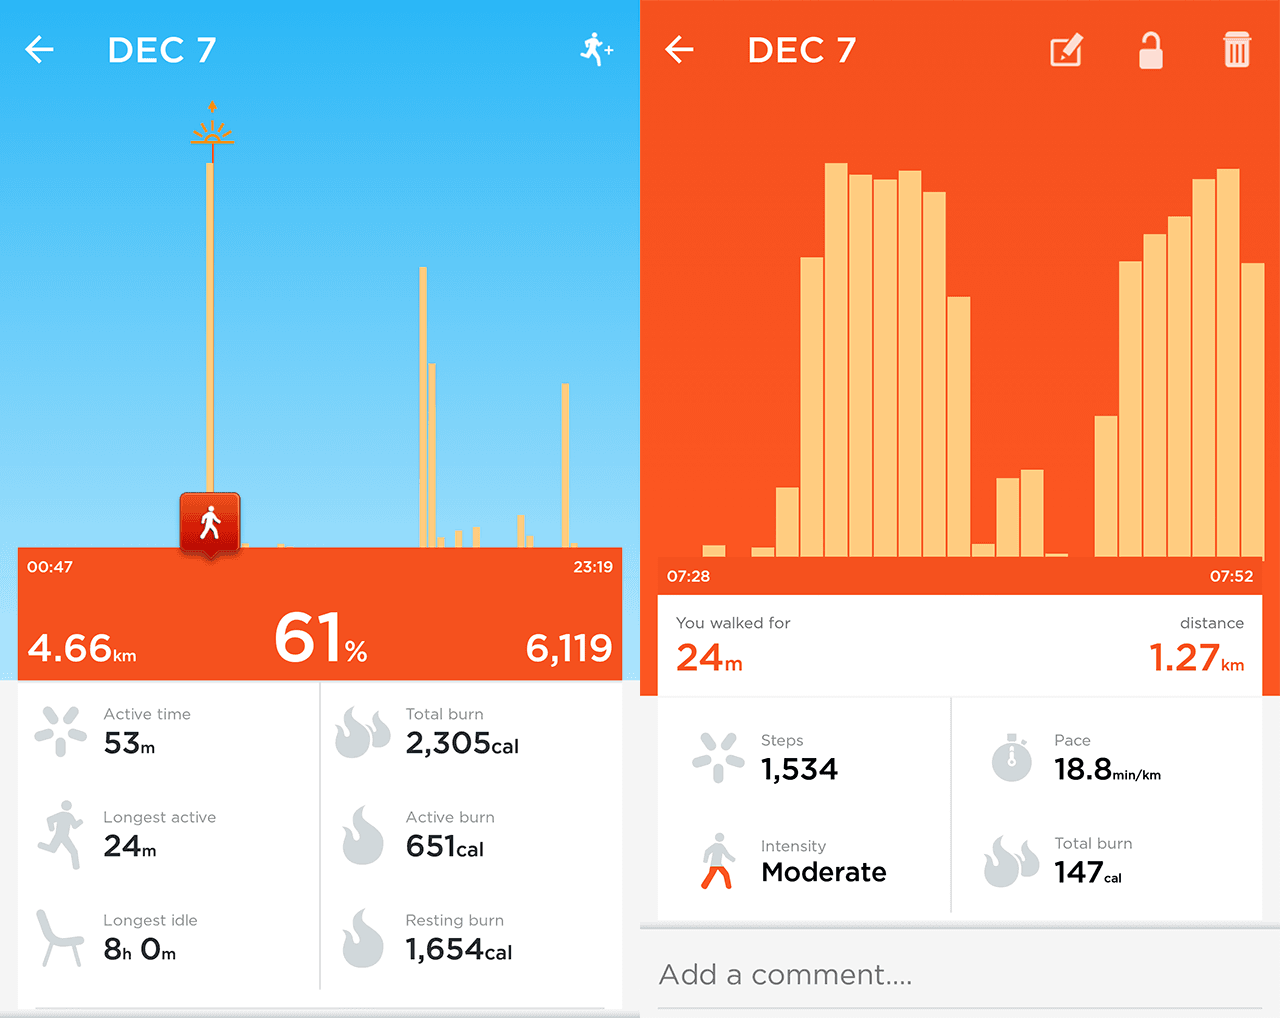 DEC 7
00:47 23:19
4.66km 61% 6,119
Active time
53m
Total burn
2,305cal
Longest active
24m
Active burn
651cal
Longest idle
8h 0m
Resting burn
1,654cal
DEC 7
07:28 07:52
You walked for distance
24m 1.27km
Steps
1,534
Pace
18.8min/km
Intensity
Moderate
Total burn
147cal
Add a comment....